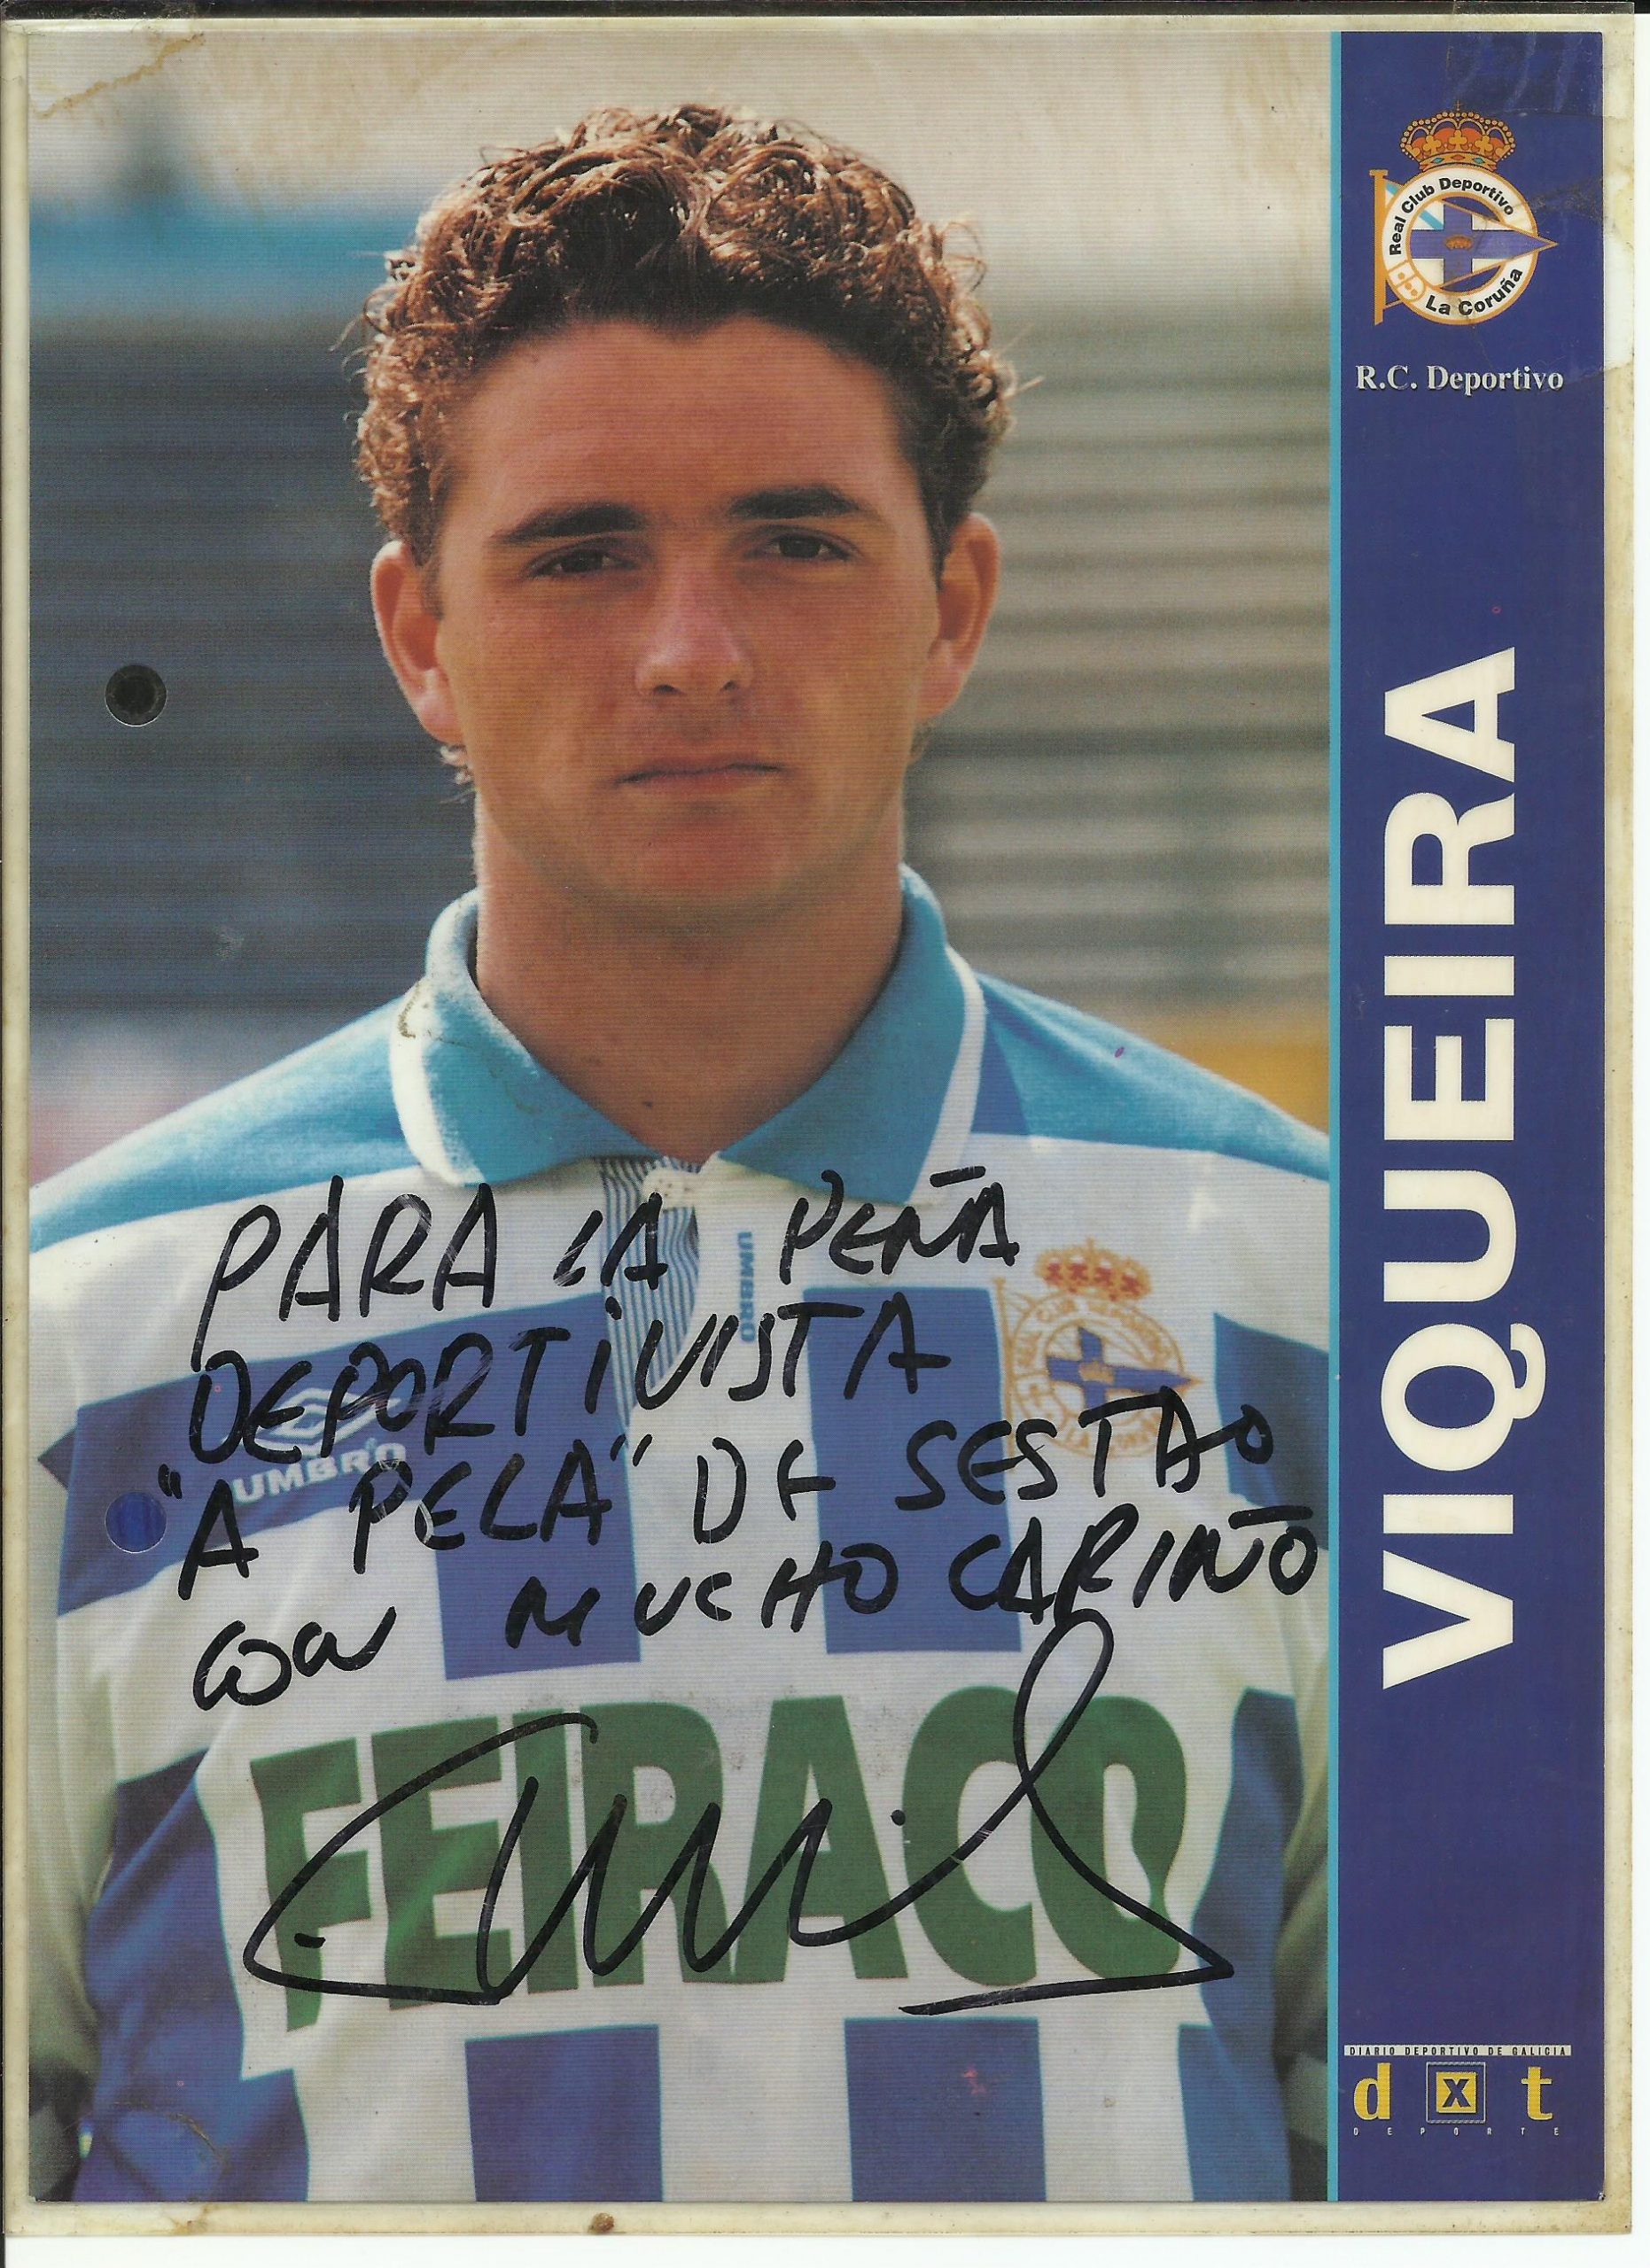 Real Club Deportivo
La Coruña
R.C. Deportivo
VIQUEIRA
UMBRO
PARA LA PEÑA
DEPORTIVISTA
"A PELA" DE SESTAO
CON MUCHO CARIÑO
UMBRO
FEIRACO
DIARIO DEPORTIVO DE GALICIA
dxt
DEPORTE